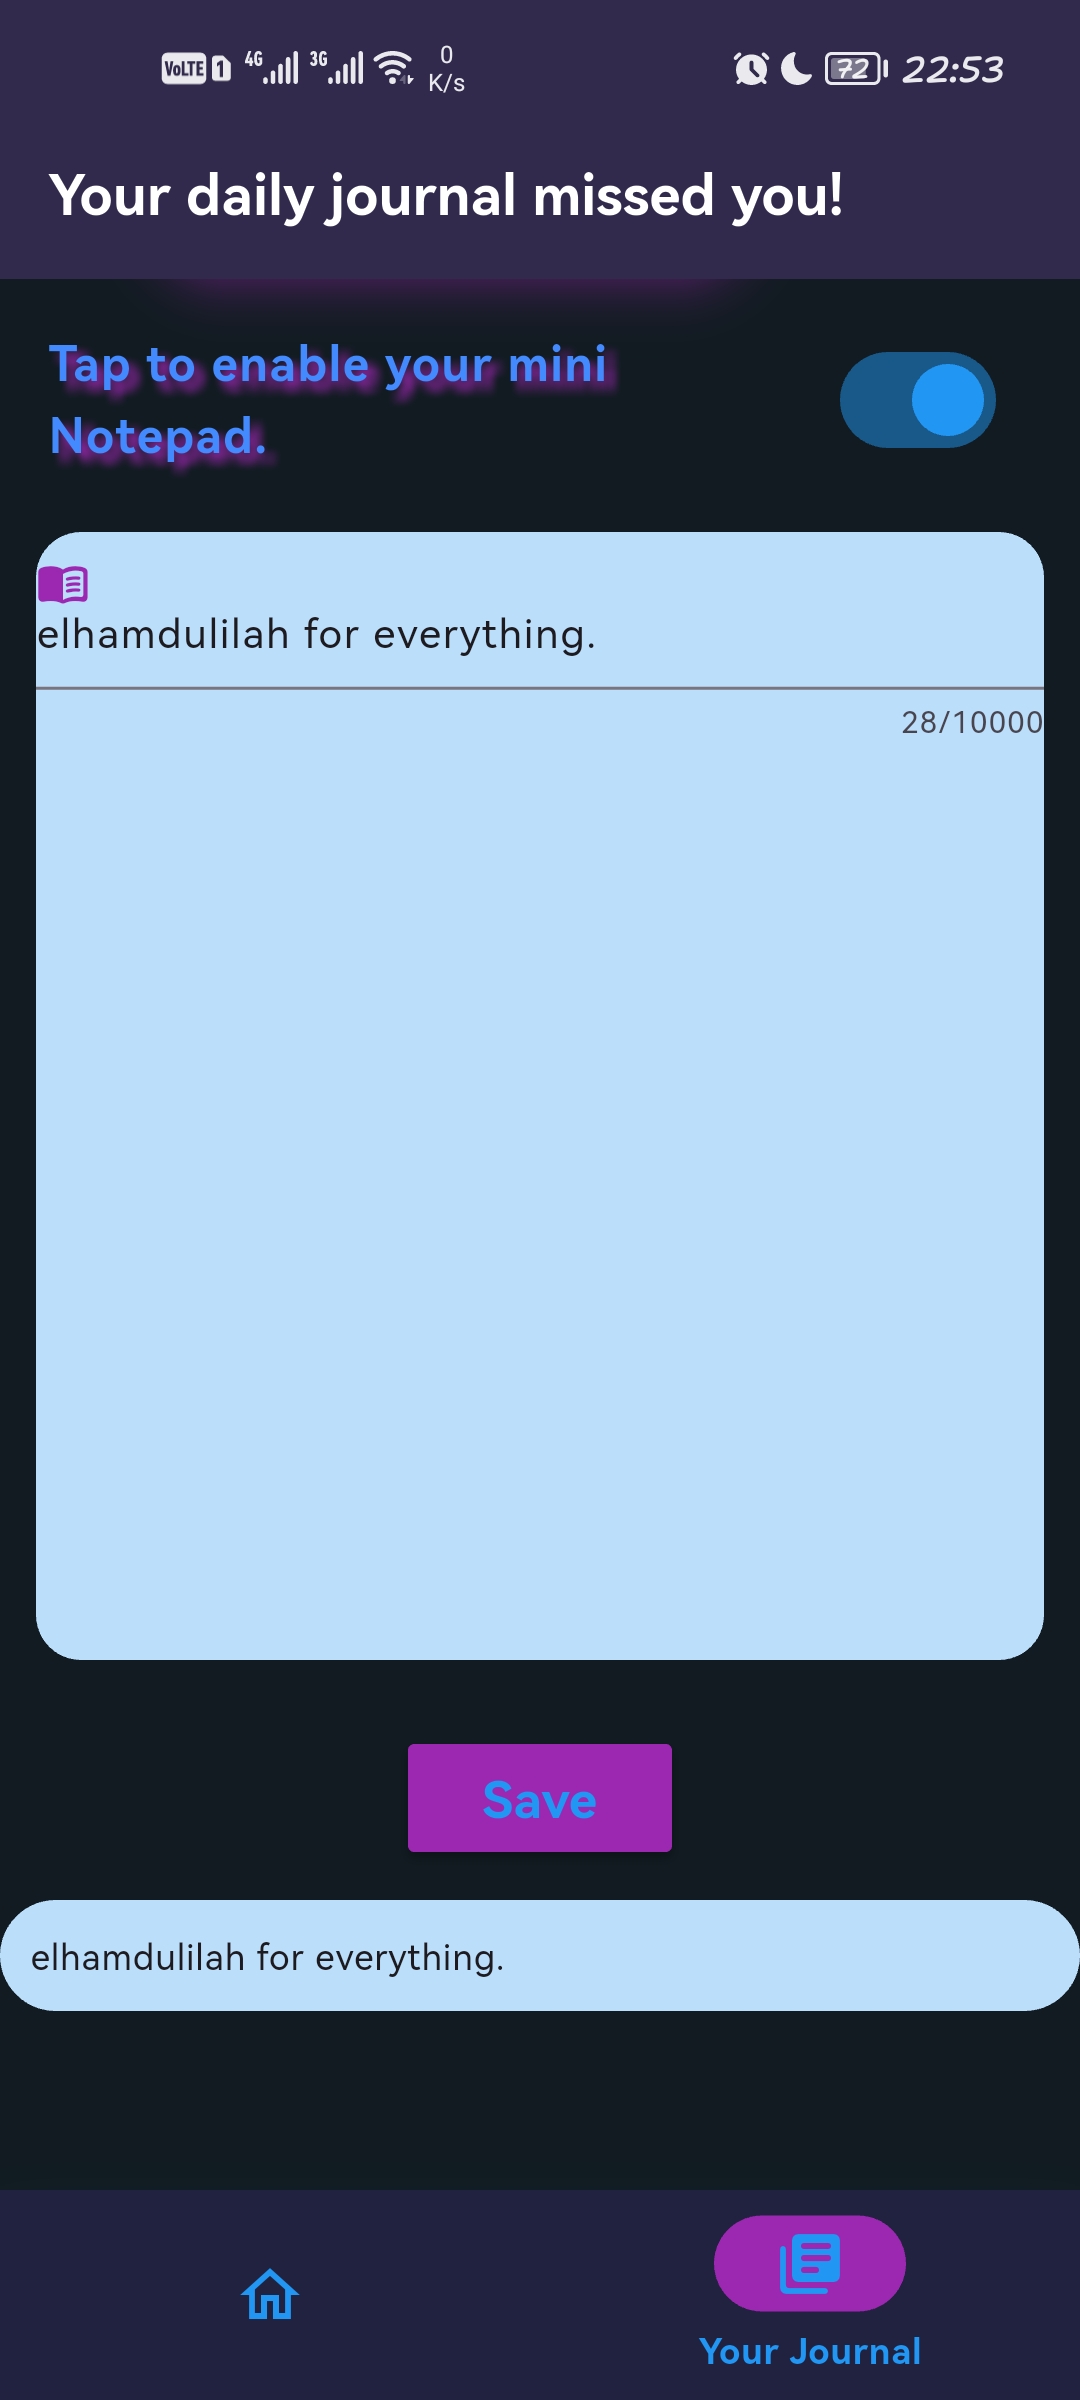 VoLTE 1 4G 3G 0 K/s 72 22:53
Your daily journal missed you!
Tap to enable your mini
Notepad.
elhamdulilah for everything.
28/10000
Save
elhamdulilah for everything.
Your Journal